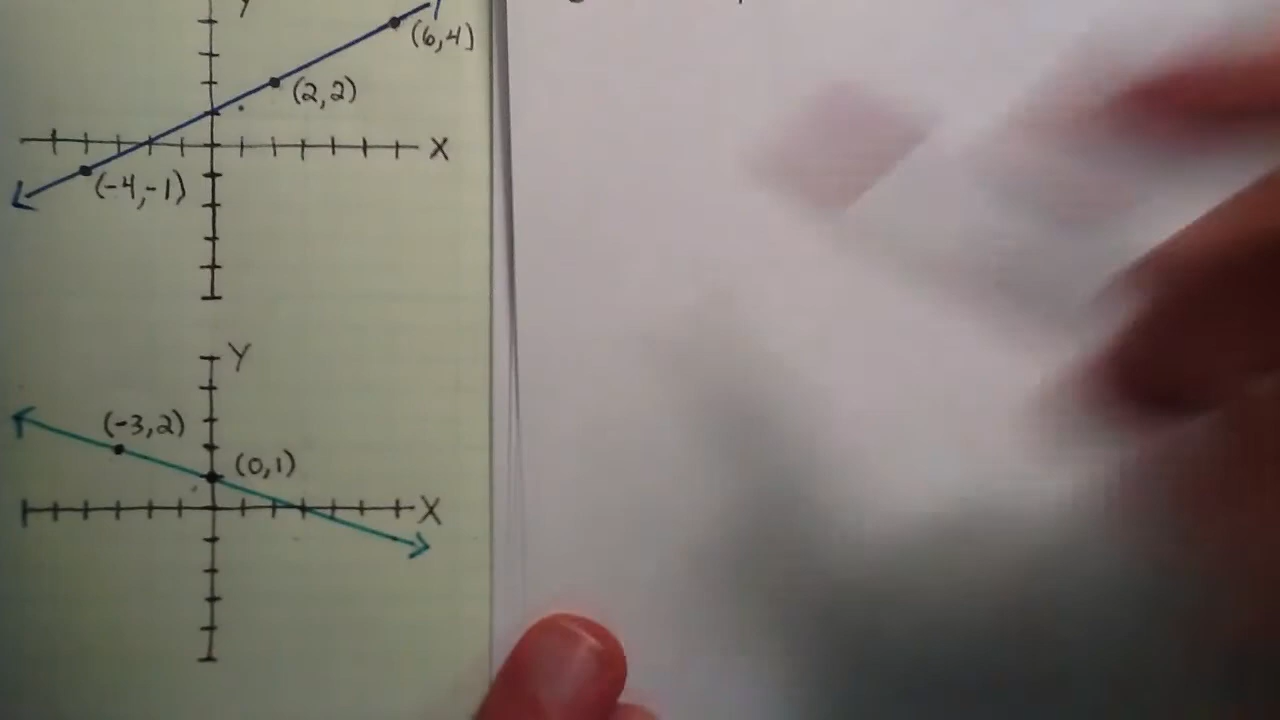 Y
(6,4)
(2,2)
X
(-4,-1)
Y
(-3,2)
(0,1)
X